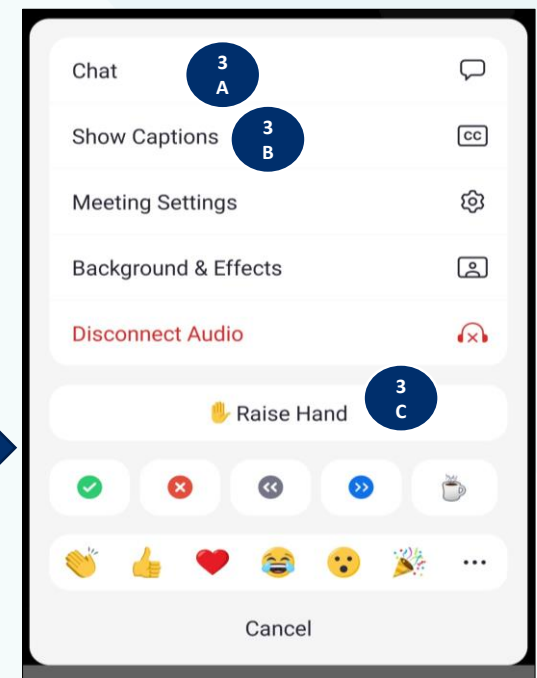 Chat
3
A
Show Captions
3
B
CC
Meeting Settings
Background & Effects
Disconnect Audio
Raise Hand
3
C
Cancel